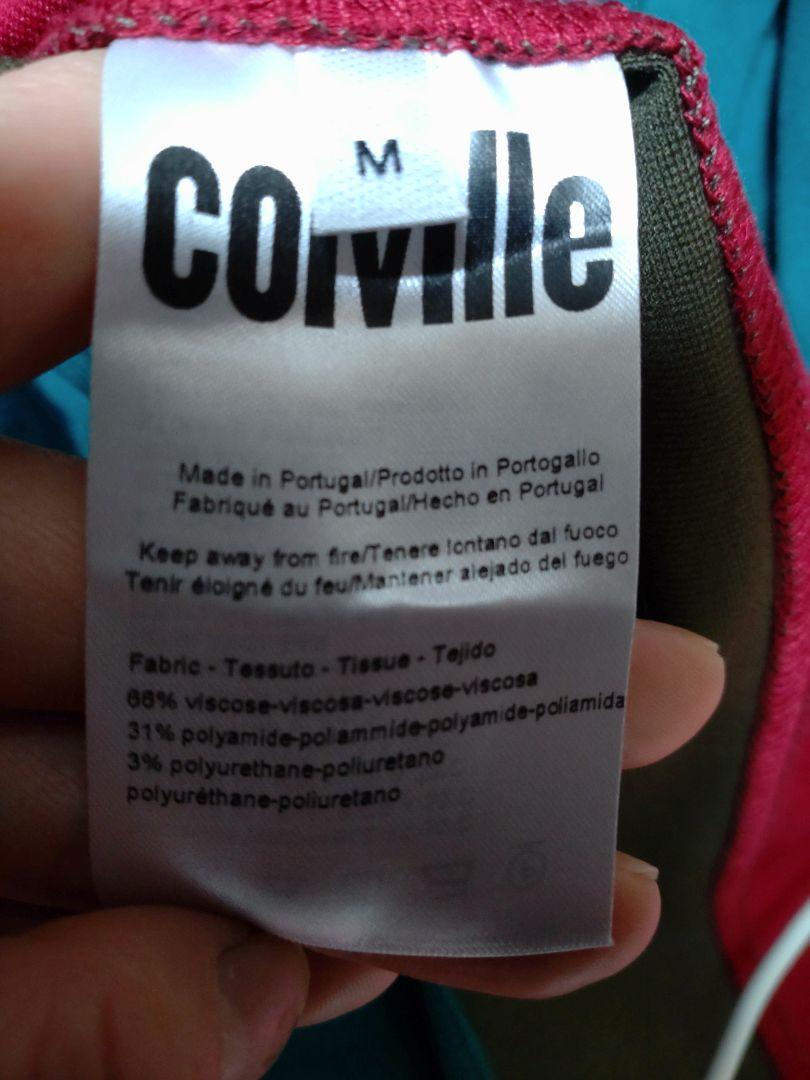 M
Colville
Made in Portugal/Prodotto in Portogallo
Fabriqué au Portugal/Hecho en Portugal
Keep away from fire/Tenere lontano dal fuoco
Tenir éloigné du feu/Mantener alejado del fuego
Fabric - Tessuto - Tissue - Tejido
66% viscose-viscosa-viscose-viscosa
31% polyamide-poliammide-polyamide-poliamida
3% polyurethane-poliuretano
polyuréthane-poliuretano